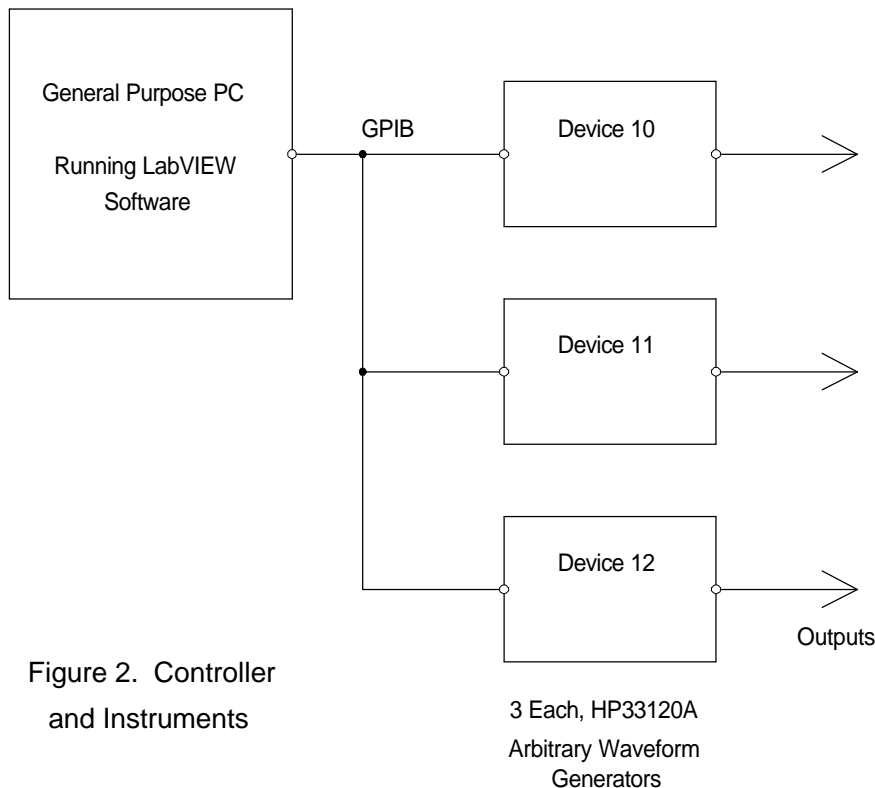 General Purpose PC
Running LabVIEW
Software
GPIB
Device 10
Device 11
Device 12
Outputs
Figure 2. Controller
and Instruments
3 Each, HP33120A
Arbitrary Waveform
Generators